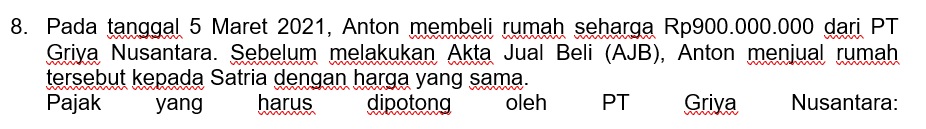 8. Pada tanggal 5 Maret 2021, Anton membeli rumah seharga Rp900.000.000 dari PT
Griya Nusantara. Sebelum melakukan Akta Jual Beli (AJB), Anton menjual rumah
tersebut kepada Satria dengan harga yang sama.
Pajak yang harus dipotong oleh PT Griya Nusantara: